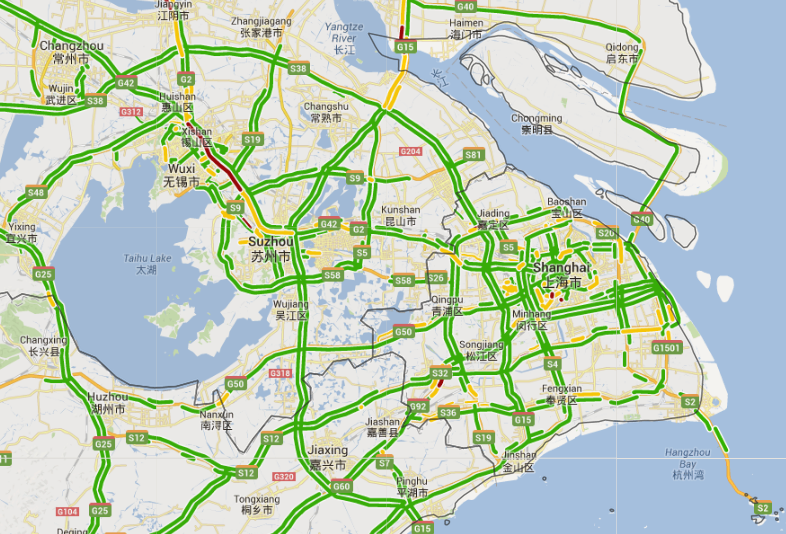 Jiangyin
江阴市
Zhangjiagang
张家港市
G40
Haimen
海门市
Yangtze
River
长江
G15
Qidong
启东市
Changzhou
常州市
G2
S38
长江
Wujin
武进区
G42
S38
Huishan
惠山区
G312
Changshu
常熟市
Chongming
崇明县
Xishan
锡山区
S19
G204
S81
Wuxi
无锡市
S9
S48
S9
Kunshan
昆山市
Baoshan
宝山区
Jiading
嘉定区
G40
Yixing
宜兴市
G42
G2
S20
Suzhou
苏州市
S5
S5
Taihu Lake
太湖
G25
S58
S58
S26
Shanghai
上海市
Qingpu
青浦区
Wujiang
吴江区
Minhang
闵行区
G50
Changxing
长兴县
Songjiang
松江区
G1501
S4
G318
S32
G50
Huzhou
湖州市
Fengxian
奉贤区
S2
Nanxun
南浔区
G92
S36
G15
Jiashan
嘉善县
G25
S12
S12
S19
Jiaxing
嘉兴市
Jinshan
金山区
Hangzhou
Bay
杭州湾
11
S7
S12
G320
G60
Pinghu
平湖市
Tongxiang
桐乡市
G104
G25
S2
G15
Deqing